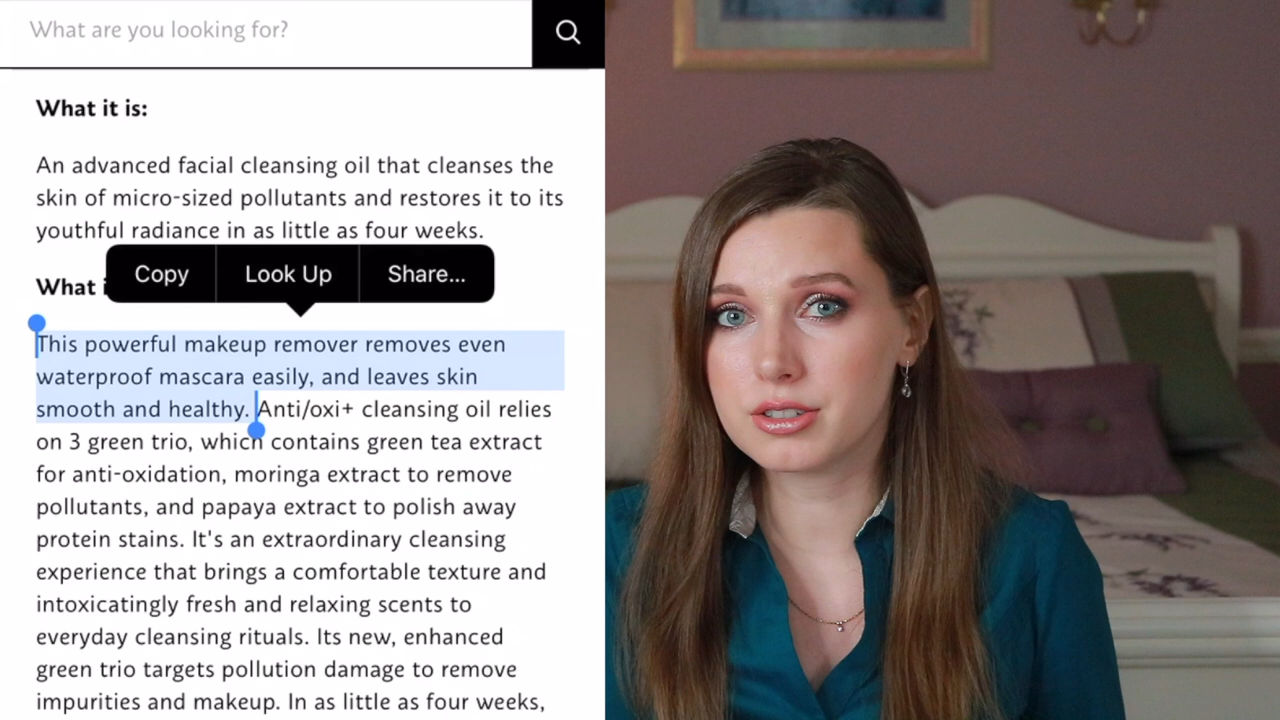 What are you looking for?
What it is:
An advanced facial cleansing oil that cleanses the
skin of micro-sized pollutants and restores it to its
youthful radiance in as little as four weeks.
Copy
Look Up
Share...
What i
This powerful makeup remover removes even
waterproof mascara easily, and leaves skin
smooth and healthy. Anti/oxi+ cleansing oil relies
on 3 green trio, which contains green tea extract
for anti-oxidation, moringa extract to remove
pollutants, and papaya extract to polish away
protein stains. It's an extraordinary cleansing
experience that brings a comfortable texture and
intoxicatingly fresh and relaxing scents to
everyday cleansing rituals. Its new, enhanced
green trio targets pollution damage to remove
impurities and makeup. In as little as four weeks,